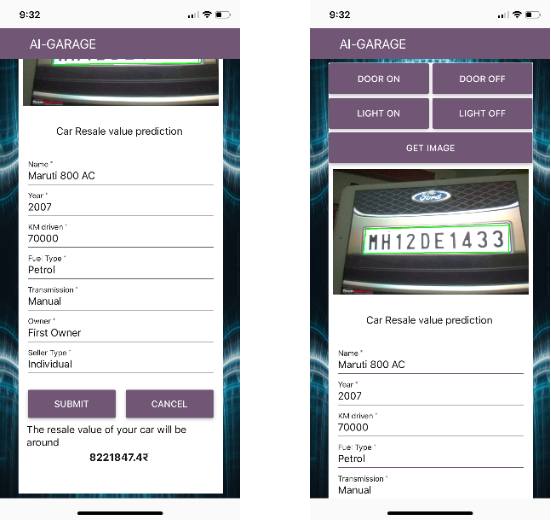 9:32
AI-GARAGE
Car Resale value prediction
Name *
Maruti 800 AC
Year *
2007
KM driven *
70000
Fuel Type *
Petrol
Transmission *
Manual
Owner *
First Owner
Seller Type *
Individual
SUBMIT
CANCEL
The resale value of your car will be
around
8221847.4₹
9:32
AI-GARAGE
DOOR ON
DOOR OFF
LIGHT ON
LIGHT OFF
GET IMAGE
Ford
MH12DE1433
Car Resale value prediction
Name *
Maruti 800 AC
Year *
2007
KM driven *
70000
Fuel Type *
Petrol
Transmission *
Manual